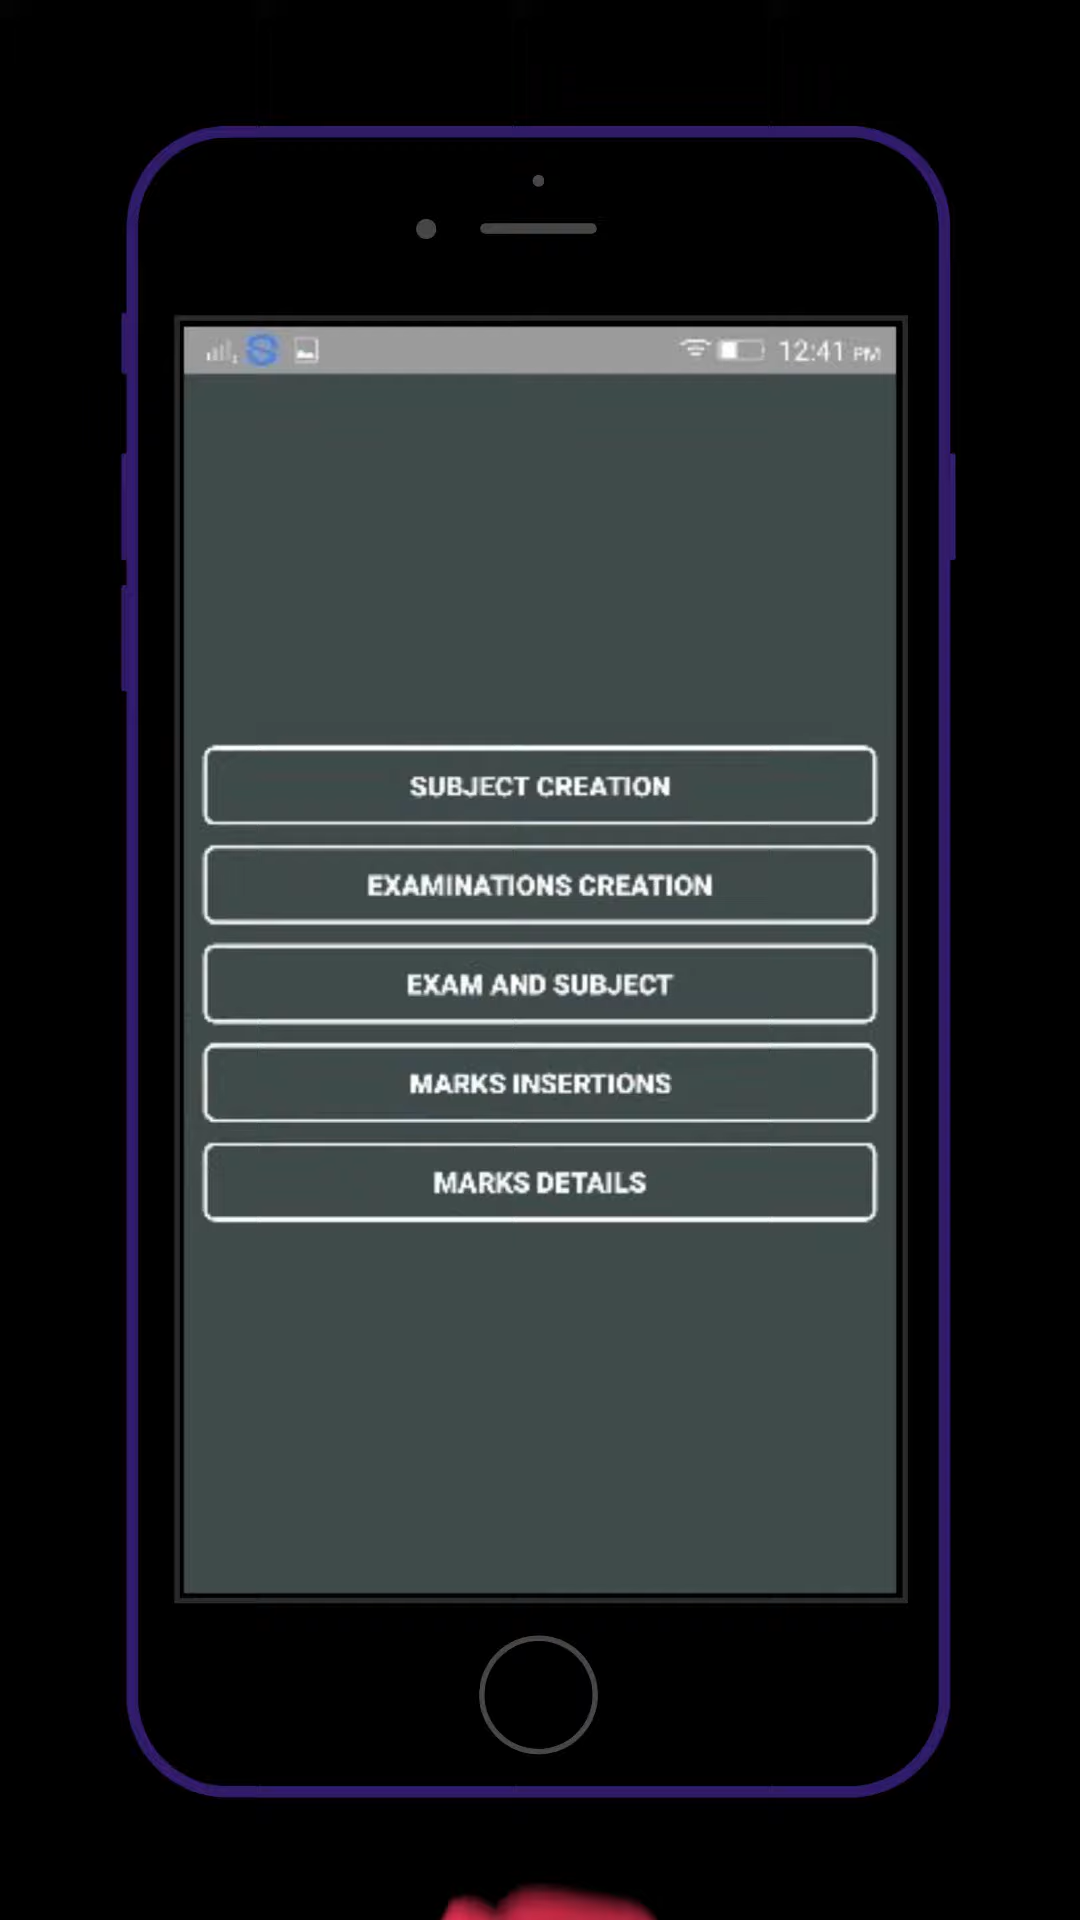 12:41 PM
SUBJECT CREATION
EXAMINATIONS CREATION
EXAM AND SUBJECT
MARKS INSERTIONS
MARKS DETAILS